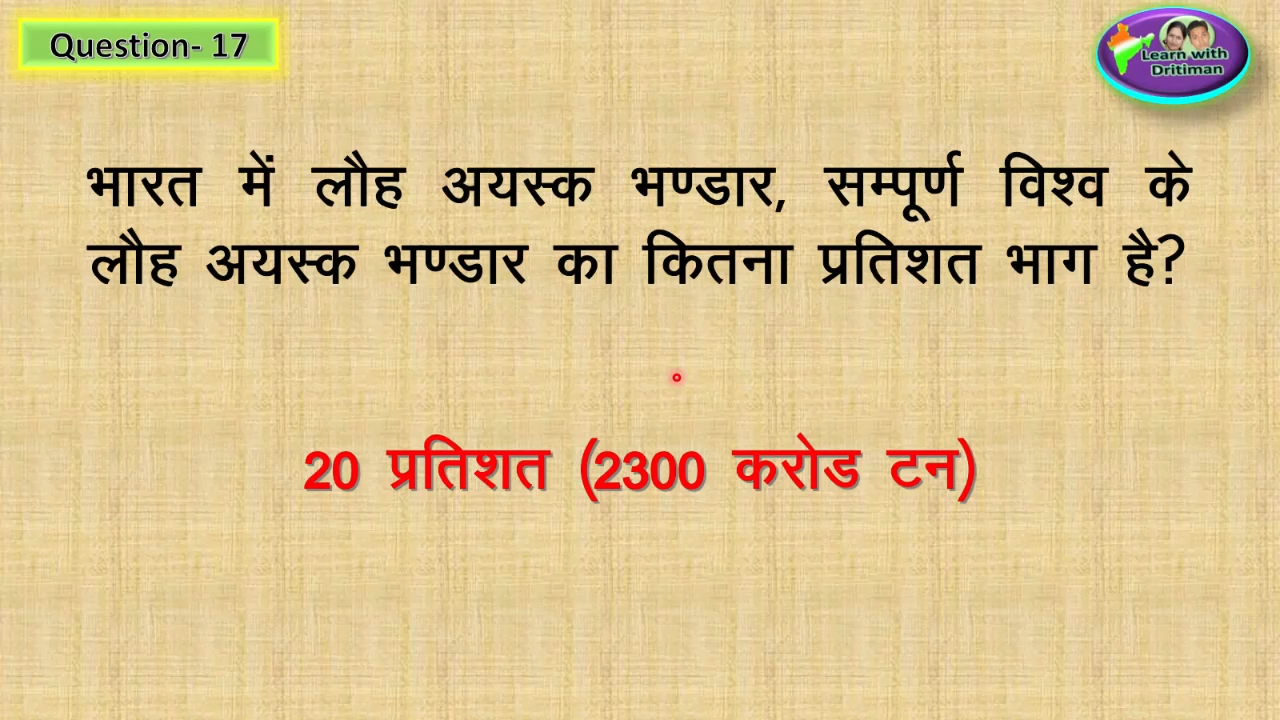 Question- 17
Learn with
Dritiman
भारत में लौह अयस्क भण्डार, सम्पूर्ण विश्व के
लौह अयस्क भण्डार का कितना प्रतिशत भाग है?
20 प्रतिशत (2300 करोड टन)